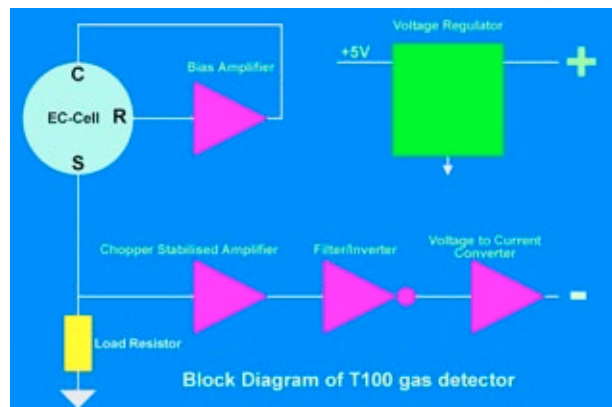 Voltage Regulator
+5V
+
C
Bias Amplifier
EC-Cell
R
S
Chopper Stabilised Amplifier
Filter/Inverter
Voltage to Current
Converter
-
Load Resistor
Block Diagram of T100 gas detector